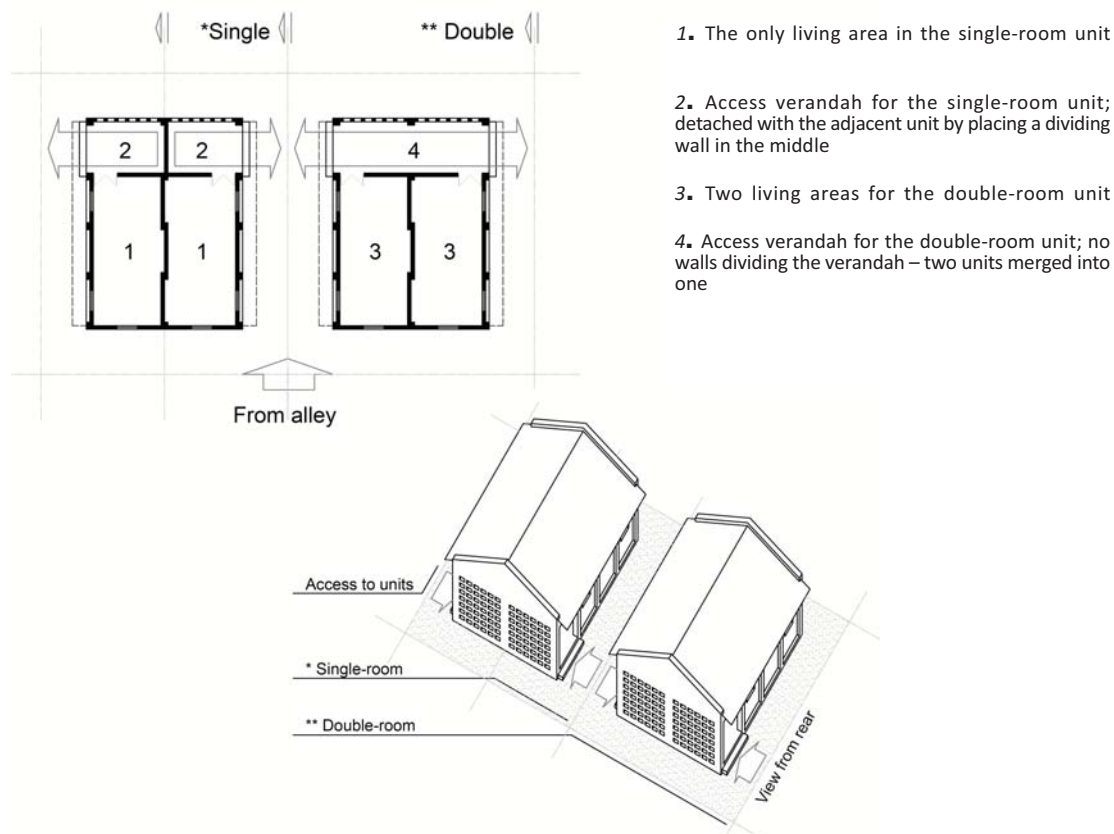 *Single
** Double
2
2
4
1
1
3
3
From alley
1. The only living area in the single-room unit
2. Access verandah for the single-room unit;
detached with the adjacent unit by placing a dividing
wall in the middle
3. Two living areas for the double-room unit
4. Access verandah for the double-room unit; no
walls dividing the verandah – two units merged into
one
Access to units
* Single-room
** Double-room
View from rear